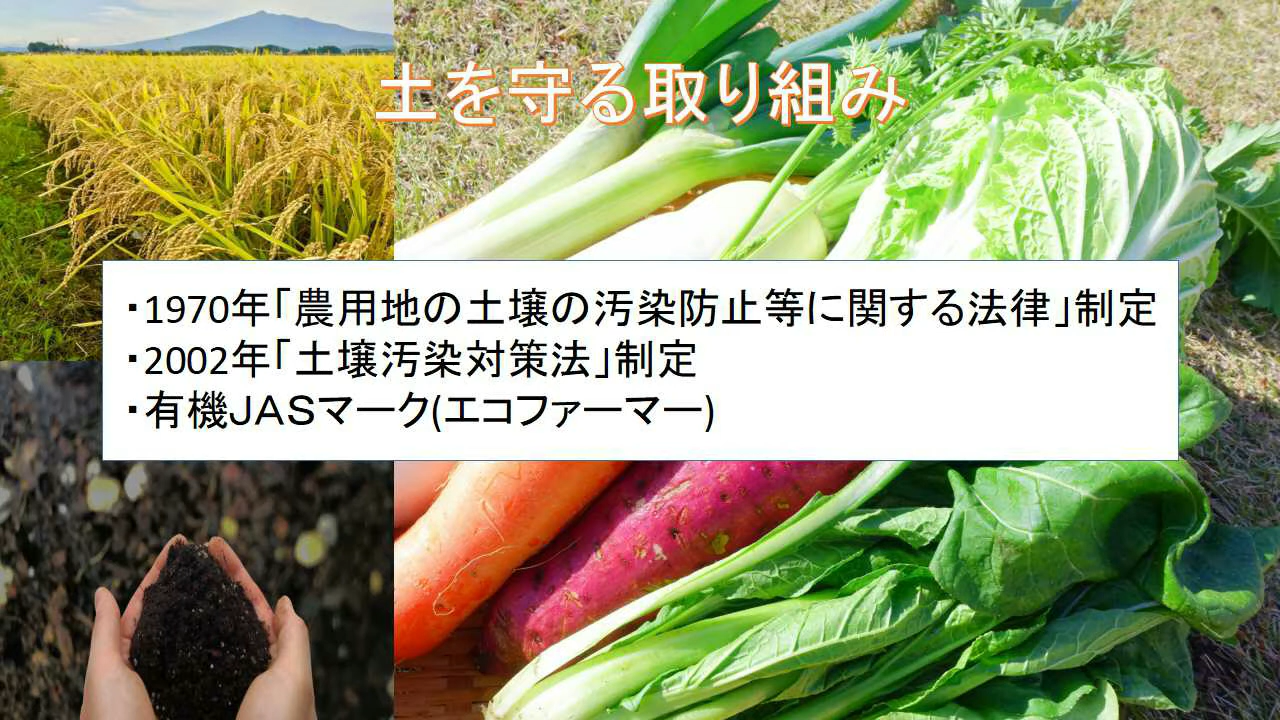 土を守る取り組み
・1970年「農用地の土壌の汚染防止等に関する法律」制定
・2002年「土壌汚染対策法」制定
・有機JASマーク(エコファーマー)